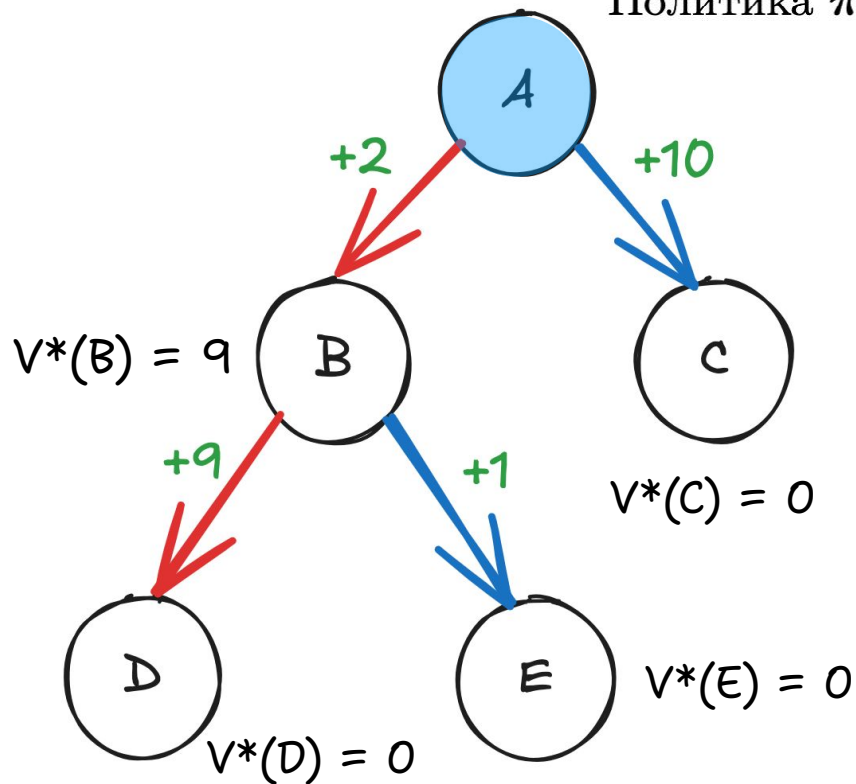 Политика π
A
+2
+10
V*(B) = 9
B
C
+9
+1
V*(C) = 0
D
E
V*(E) = 0
V*(D) = 0